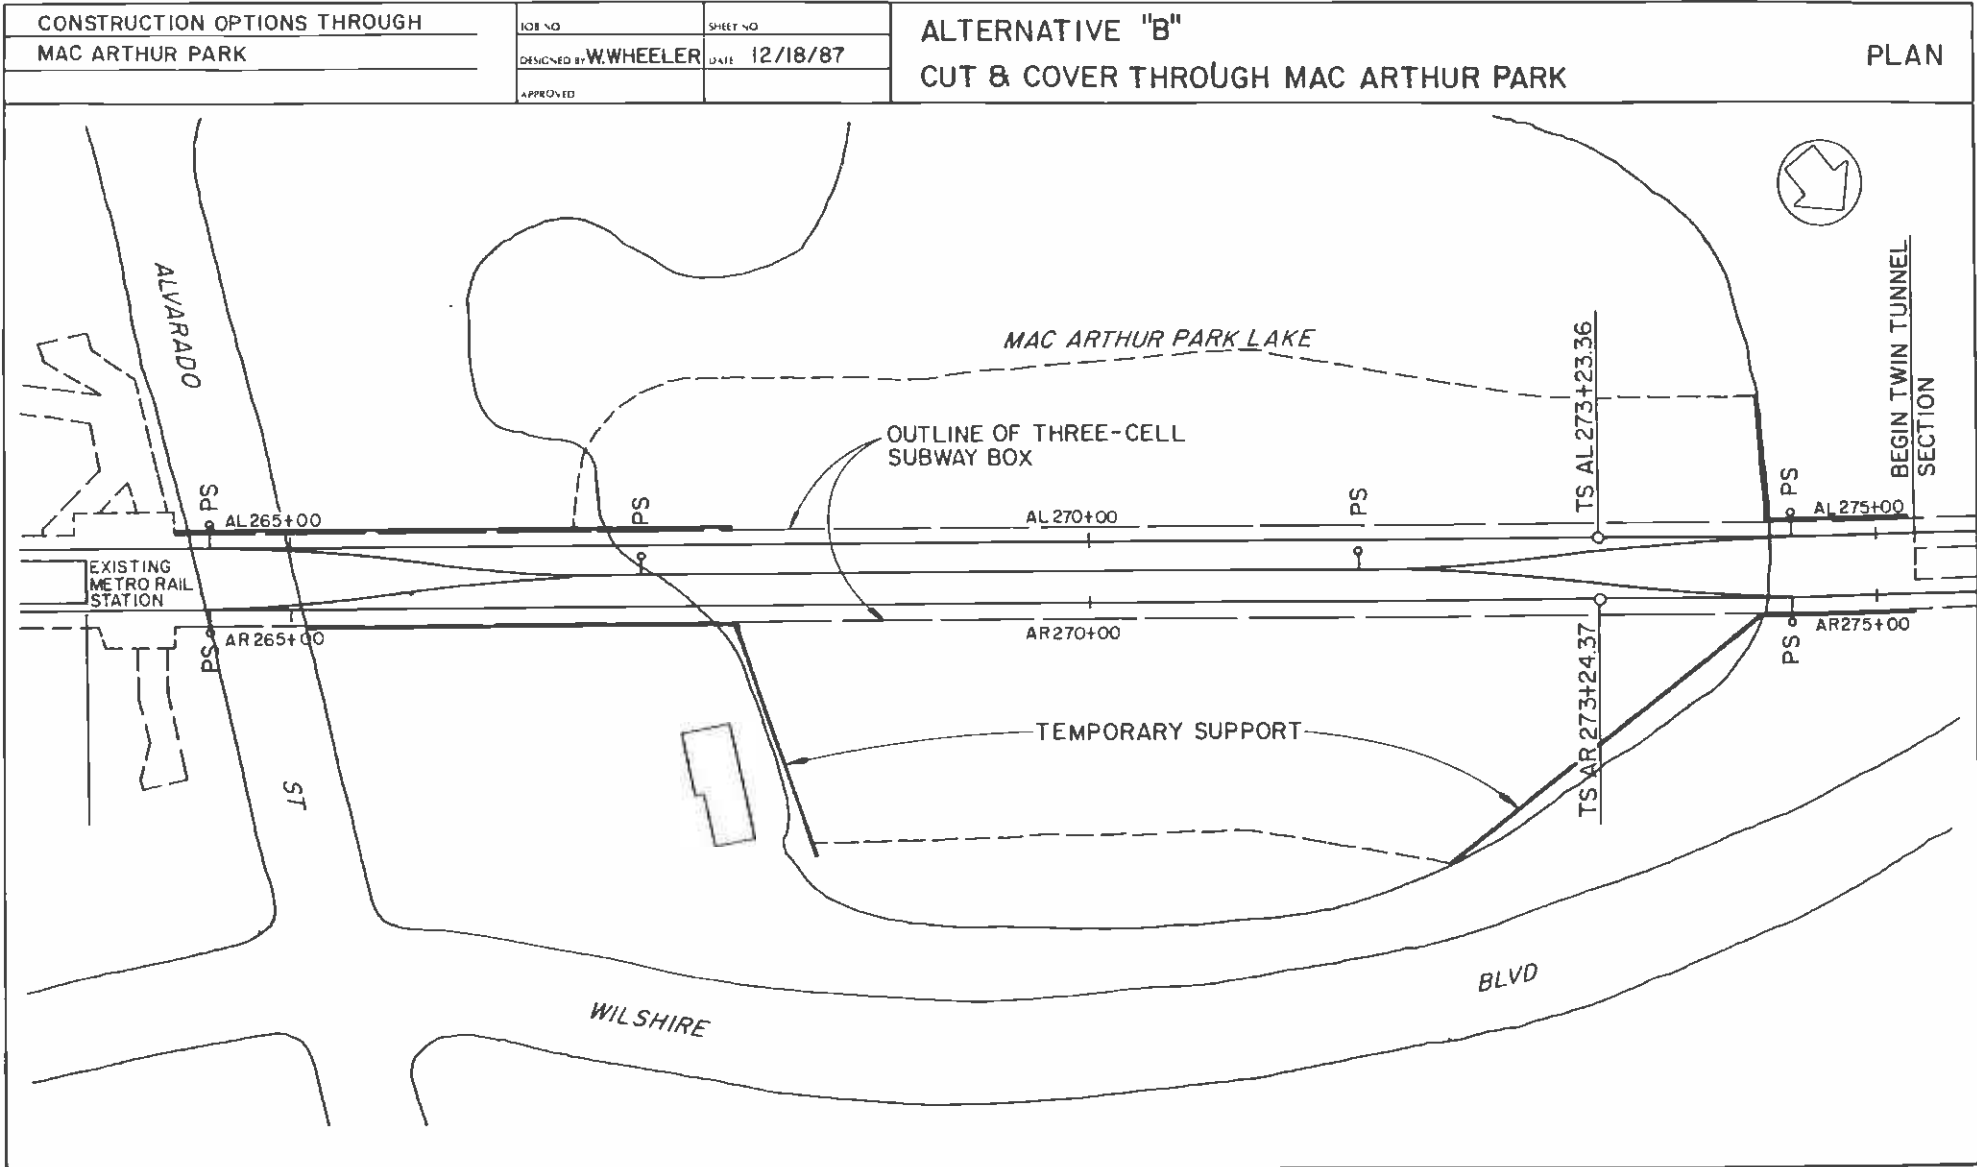 CONSTRUCTION OPTIONS THROUGH
MAC ARTHUR PARK
JOB NO
SHEET NO
DESIGNED BY W.WHEELER
DATE 12/18/87
APPROVED
ALTERNATIVE "B"
CUT & COVER THROUGH MAC ARTHUR PARK
PLAN
ALVARADO
ST
MAC ARTHUR PARK LAKE
OUTLINE OF THREE-CELL
SUBWAY BOX
TS AL 273+23.36
BEGIN TWIN TUNNEL
SECTION
PS
PS
PS
PS
AL 265+00
AL 270+00
AL 275+00
EXISTING
METRO RAIL
STATION
AR 265+00
AR 270+00
AR 275+00
PS
PS
TS AR 273+24.37
TEMPORARY SUPPORT
WILSHIRE
BLVD